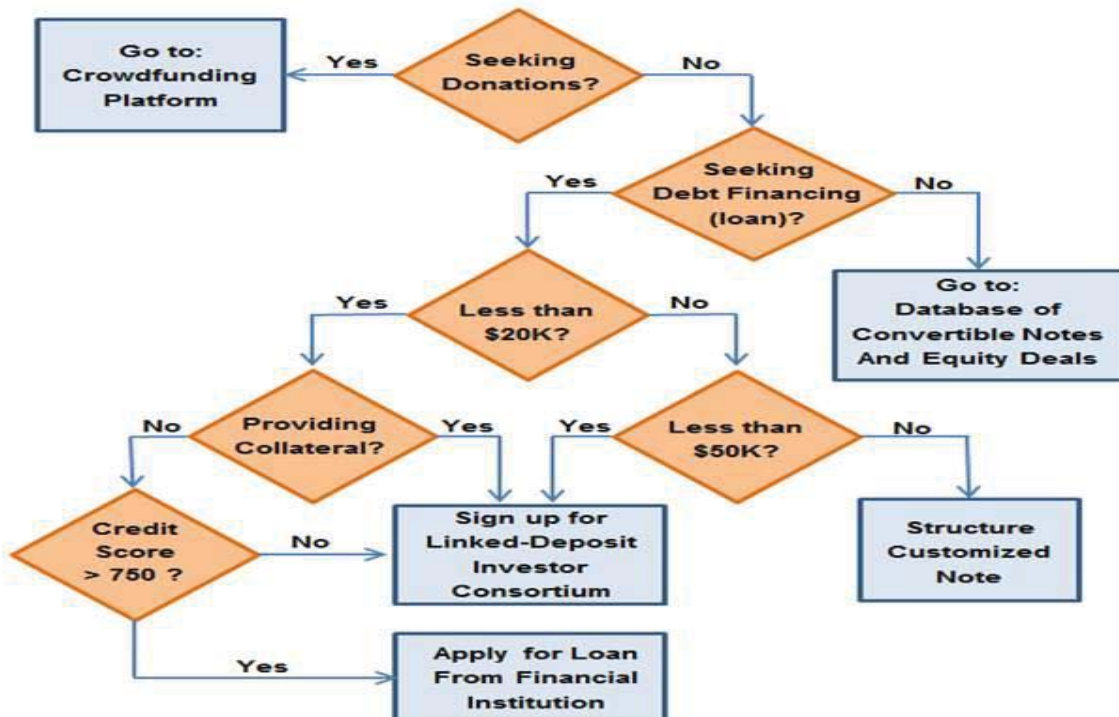 Go to:
Crowdfunding
Platform
Yes
Seeking
Donations?
No
Seeking
Debt Financing
(loan)?
Yes
No
Go to:
Database of
Convertible Notes
And Equity Deals
Less than
$20K?
Yes
No
Providing
Collateral?
No
Yes
Less than
$50K?
Yes
No
Credit
Score
> 750 ?
No
Sign up for
Linked-Deposit
Investor
Consortium
Structure
Customized
Note
Yes
Apply for Loan
From Financial
Institution